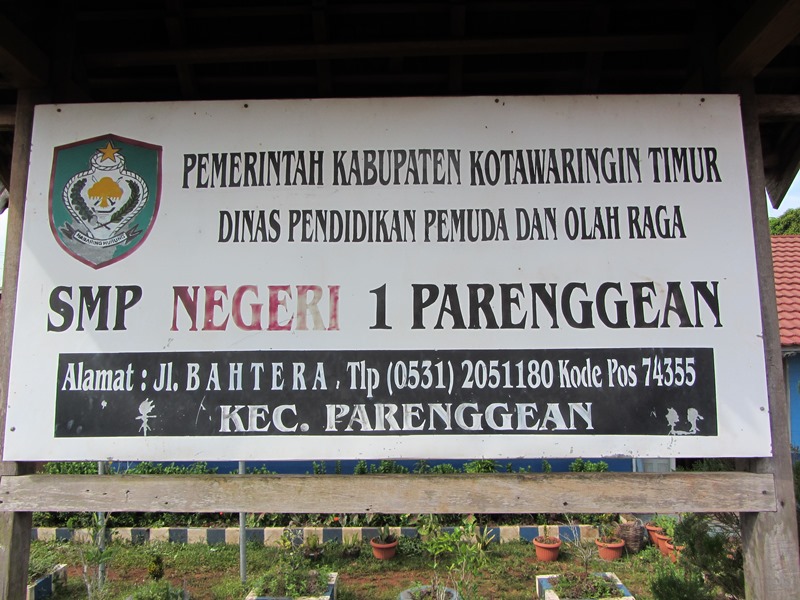 PEMERINTAH KABUPATEN KOTAWARINGIN TIMUR
DINAS PENDIDIKAN PEMUDA DAN OLAH RAGA
SMP NEGERI 1 PARENGGEAN
Alamat : Jl. BAHTERA . Tlp (0531) 2051180 Kode Pos 74355
KEC. PARENGGEAN